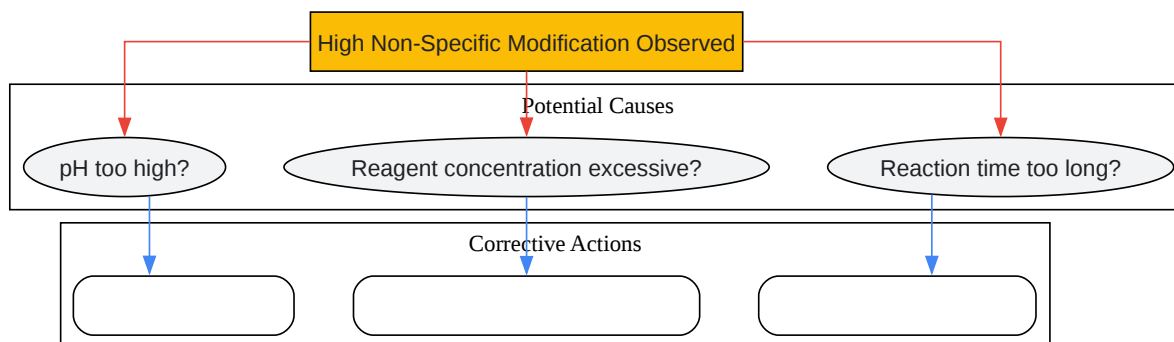 High Non-Specific Modification Observed
Potential Causes
pH too high?
Reagent concentration excessive?
Reaction time too long?
Corrective Actions